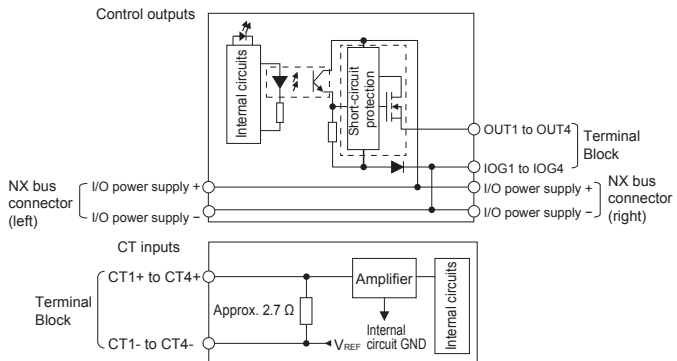 Control outputs
Internal circuits
Short-circuit
protection
OUT1 to OUT4
Terminal
Block
IOG1 to IOG4
NX bus
connector
(left)
I/O power supply +
I/O power supply –
I/O power supply +
I/O power supply –
NX bus
connector
(right)
CT inputs
Terminal
Block
CT1+ to CT4+
CT1- to CT4-
Approx. 2.7 Ω
Amplifier
Internal
circuit GND
VREF
Internal circuits